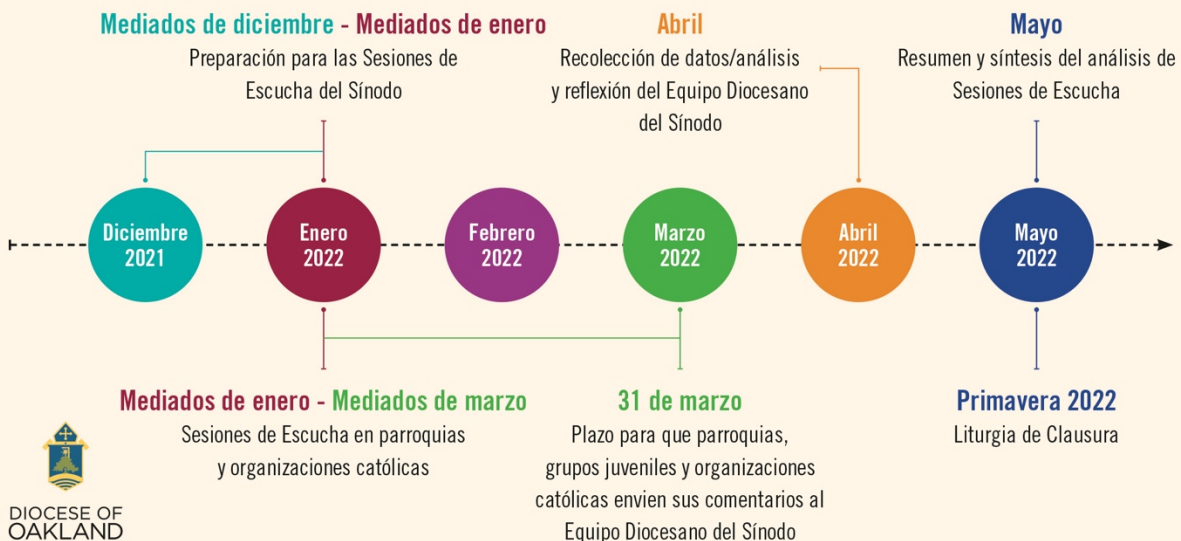 Mediados de diciembre - Mediados de enero
Preparación para las Sesiones de
Escucha del Sínodo
Abril
Recolección de datos/análisis
y reflexión del Equipo Diocesano
del Sínodo
Mayo
Resumen y síntesis del análisis de
Sesiones de Escucha
Diciembre
2021
Enero
2022
Febrero
2022
Marzo
2022
Abril
2022
Mayo
2022
Mediados de enero - Mediados de marzo
Sesiones de Escucha en parroquias
y organizaciones católicas
31 de marzo
Plazo para que parroquias,
grupos juveniles y organizaciones
católicas envien sus comentarios al
Equipo Diocesano del Sínodo
Primavera 2022
Liturgia de Clausura
DIOCESE OF
OAKLAND